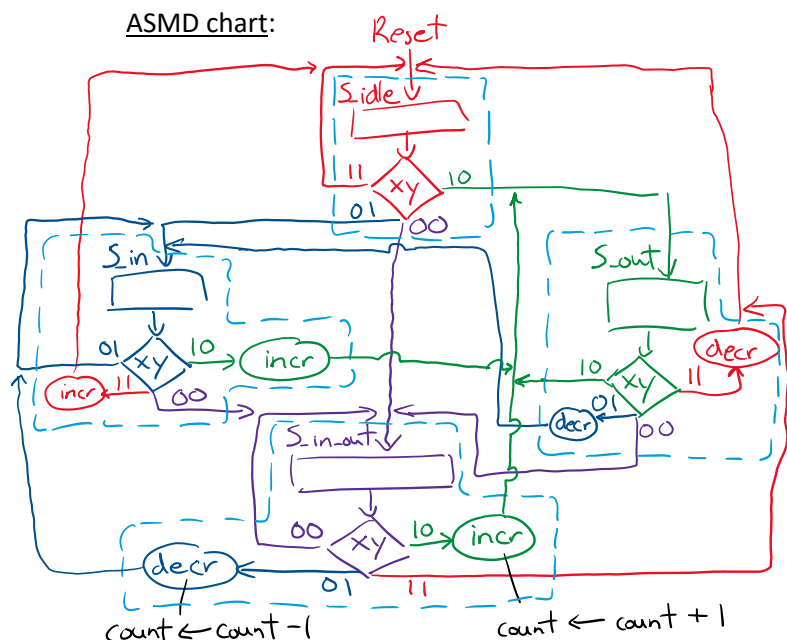 ASMD chart:
Reset
S_idle
11
xy
10
01
00
S_in
S_out
01
xy
10
incr
decr
incr
11
00
10
xy
11
decr
01
00
S_in_out
00
xy
10
incr
decr
01
11
count ← count -1
count ← count + 1